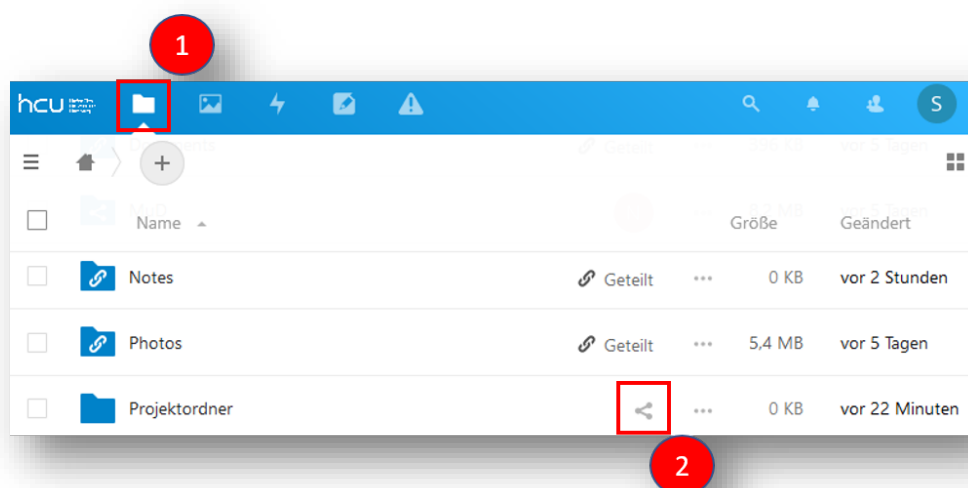 1
hcu
S
Name Größe Geändert
Notes Geteilt 0 KB vor 2 Stunden
Photos Geteilt 5,4 MB vor 5 Tagen
Projektordner 0 KB vor 22 Minuten
2